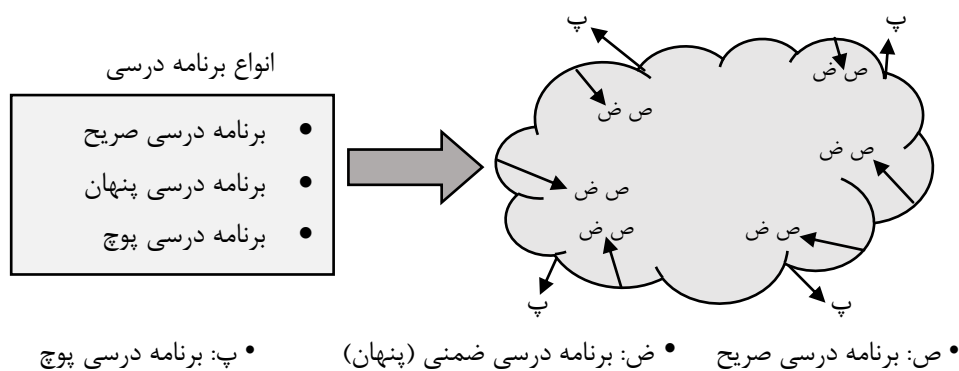 انواع برنامه درسی
• برنامه درسی صریح
• برنامه درسی پنهان
• برنامه درسی پوچ
پ
پ
ص ض
ص ض
ص ض
ص ض
ص ض
ص ض
پ
پ
• ص: برنامه درسی صریح • ض: برنامه درسی ضمنی (پنهان) • پ: برنامه درسی پوچ